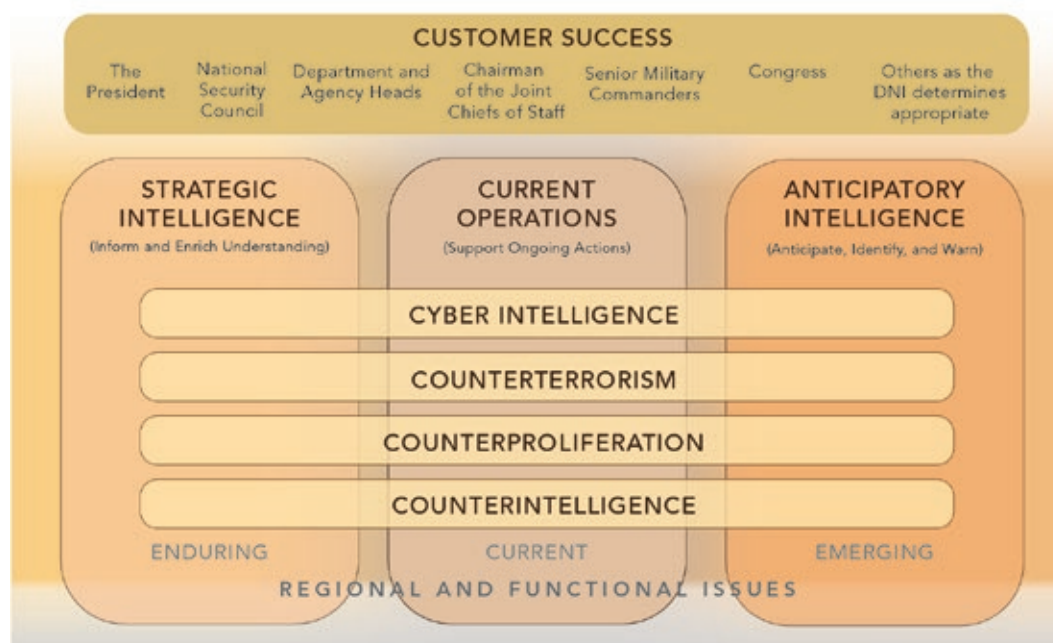 CUSTOMER SUCCESS
The President
National Security Council
Department and Agency Heads
Chairman of the Joint Chiefs of Staff
Senior Military Commanders
Congress
Others as the DNI determines appropriate
STRATEGIC INTELLIGENCE
(Inform and Enrich Understanding)
CURRENT OPERATIONS
(Support Ongoing Actions)
ANTICIPATORY INTELLIGENCE
(Anticipate, Identify, and Warn)
CYBER INTELLIGENCE
COUNTERTERRORISM
COUNTERPROLIFERATION
COUNTERINTELLIGENCE
ENDURING
CURRENT
EMERGING
REGIONAL AND FUNCTIONAL ISSUES